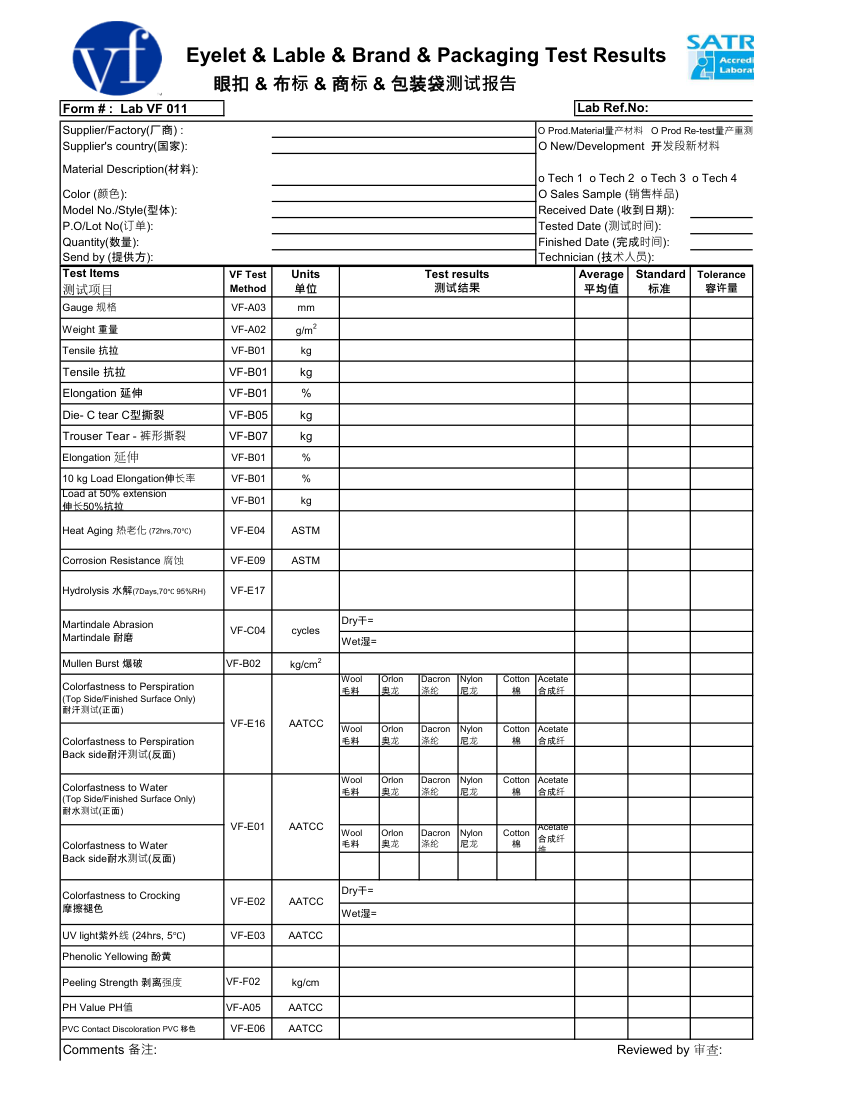 vf
Eyelet & Lable & Brand & Packaging Test Results
SATR
Accredi
Laborat
眼扣 & 布标 & 商标 & 包装袋测试报告
Form # : Lab VF 011
Lab Ref.No:
Supplier/Factory(厂商) :
O Prod.Material量产材料 O Prod Re-test量产重测
Supplier's country(国家):
O New/Development 开发段新材料
Material Description(材料):
o Tech 1 o Tech 2 o Tech 3 o Tech 4
Color (颜色):
O Sales Sample (销售样品)
Model No./Style(型体):
Received Date (收到日期):
P.O/Lot No(订单):
Tested Date (测试时间):
Quantity(数量):
Finished Date (完成时间):
Send by (提供方):
Technician (技术人员):
Test Items VF Test Units Test results Average Standard Tolerance
测试项目 Method 单位 测试结果 平均值 标准 容许量
Gauge 规格 VF-A03 mm
Weight 重量 VF-A02 g/m²
Tensile 抗拉 VF-B01 kg
Tensile 抗拉 VF-B01 kg
Elongation 延伸 VF-B01 %
Die- C tear C型撕裂 VF-B05 kg
Trouser Tear - 裤形撕裂 VF-B07 kg
Elongation 延伸 VF-B01 %
10 kg Load Elongation伸长率 VF-B01 %
Load at 50% extension
伸长50%抗拉 VF-B01 kg
Heat Aging 热老化 (72hrs,70℃) VF-E04 ASTM
Corrosion Resistance 腐蚀 VF-E09 ASTM
Hydrolysis 水解(7Days,70℃ 95%RH) VF-E17
Martindale Abrasion
Martindale 耐磨 VF-C04 cycles
Dry干=
Wet湿=
Mullen Burst 爆破 VF-B02 kg/cm²
Colorfastness to Perspiration
(Top Side/Finished Surface Only)
耐汗测试(正面)
VF-E16 AATCC
Wool Orlon Dacron Nylon Cotton Acetate
毛料 奥龙 涤纶 尼龙 棉 合成纤
Colorfastness to Perspiration
Back side耐汗测试(反面)
Wool Orlon Dacron Nylon Cotton Acetate
毛料 奥龙 涤纶 尼龙 棉 合成纤
Colorfastness to Water
(Top Side/Finished Surface Only)
耐水测试(正面)
VF-E01 AATCC
Wool Orlon Dacron Nylon Cotton Acetate
毛料 奥龙 涤纶 尼龙 棉 合成纤
Colorfastness to Water
Back side耐水测试(反面)
Wool Orlon Dacron Nylon Cotton Acetate
毛料 奥龙 涤纶 尼龙 棉 合成纤
维
Colorfastness to Crocking
摩擦褪色 VF-E02 AATCC
Dry干=
Wet湿=
UV light紫外线 (24hrs, 5℃) VF-E03 AATCC
Phenolic Yellowing 酚黄
Peeling Strength 剥离强度 VF-F02 kg/cm
PH Value PH值 VF-A05 AATCC
PVC Contact Discoloration PVC 移色 VF-E06 AATCC
Comments 备注:
Reviewed by 审查: